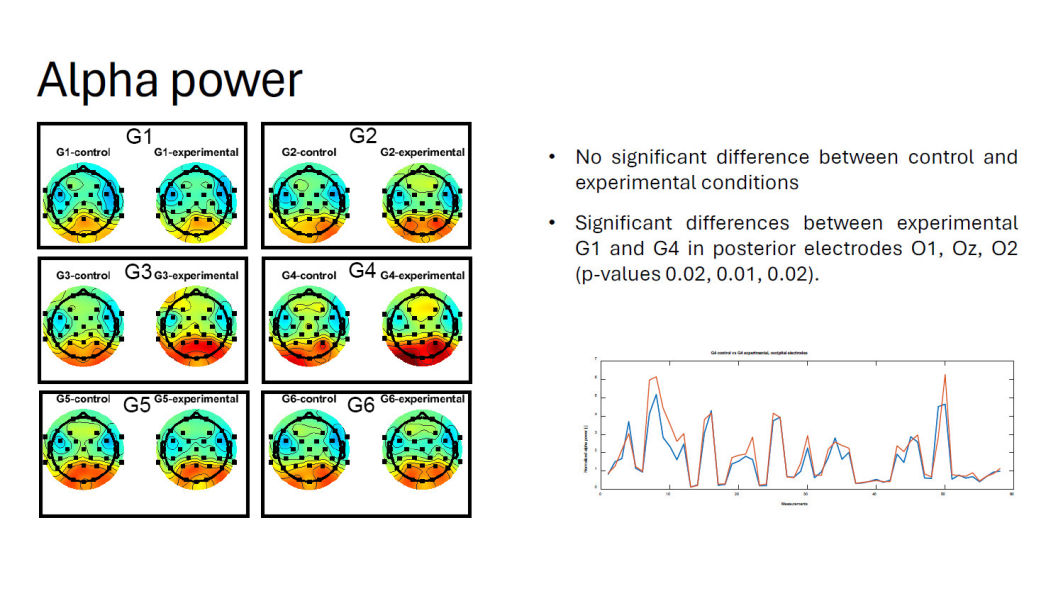 Alpha power
G1
G1-control G1-experimental
G2
G2-control G2-experimental
G3
G3-control G3-experimental
G4
G4-control G4-experimental
G5
G5-control G5-experimental
G6
G6-control G6-experimental
• No significant difference between control and
experimental conditions
• Significant differences between experimental
G1 and G4 in posterior electrodes O1, Oz, O2
(p-values 0.02, 0.01, 0.02).
G4 control vs G4 experimental, occipital electrodes
7
6
5
4
3
2
1
0
0 10 20 30 40 50 60
Measurements